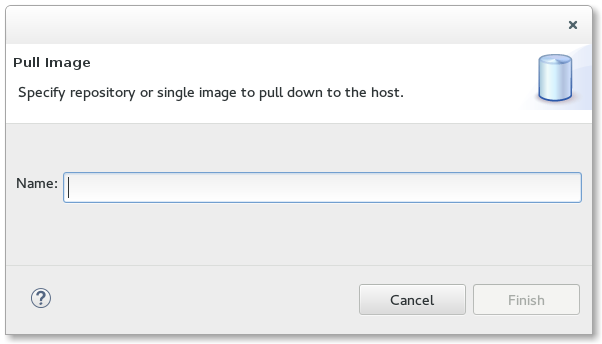 Pull Image
Specify repository or single image to pull down to the host.
Name:
Cancel
Finish